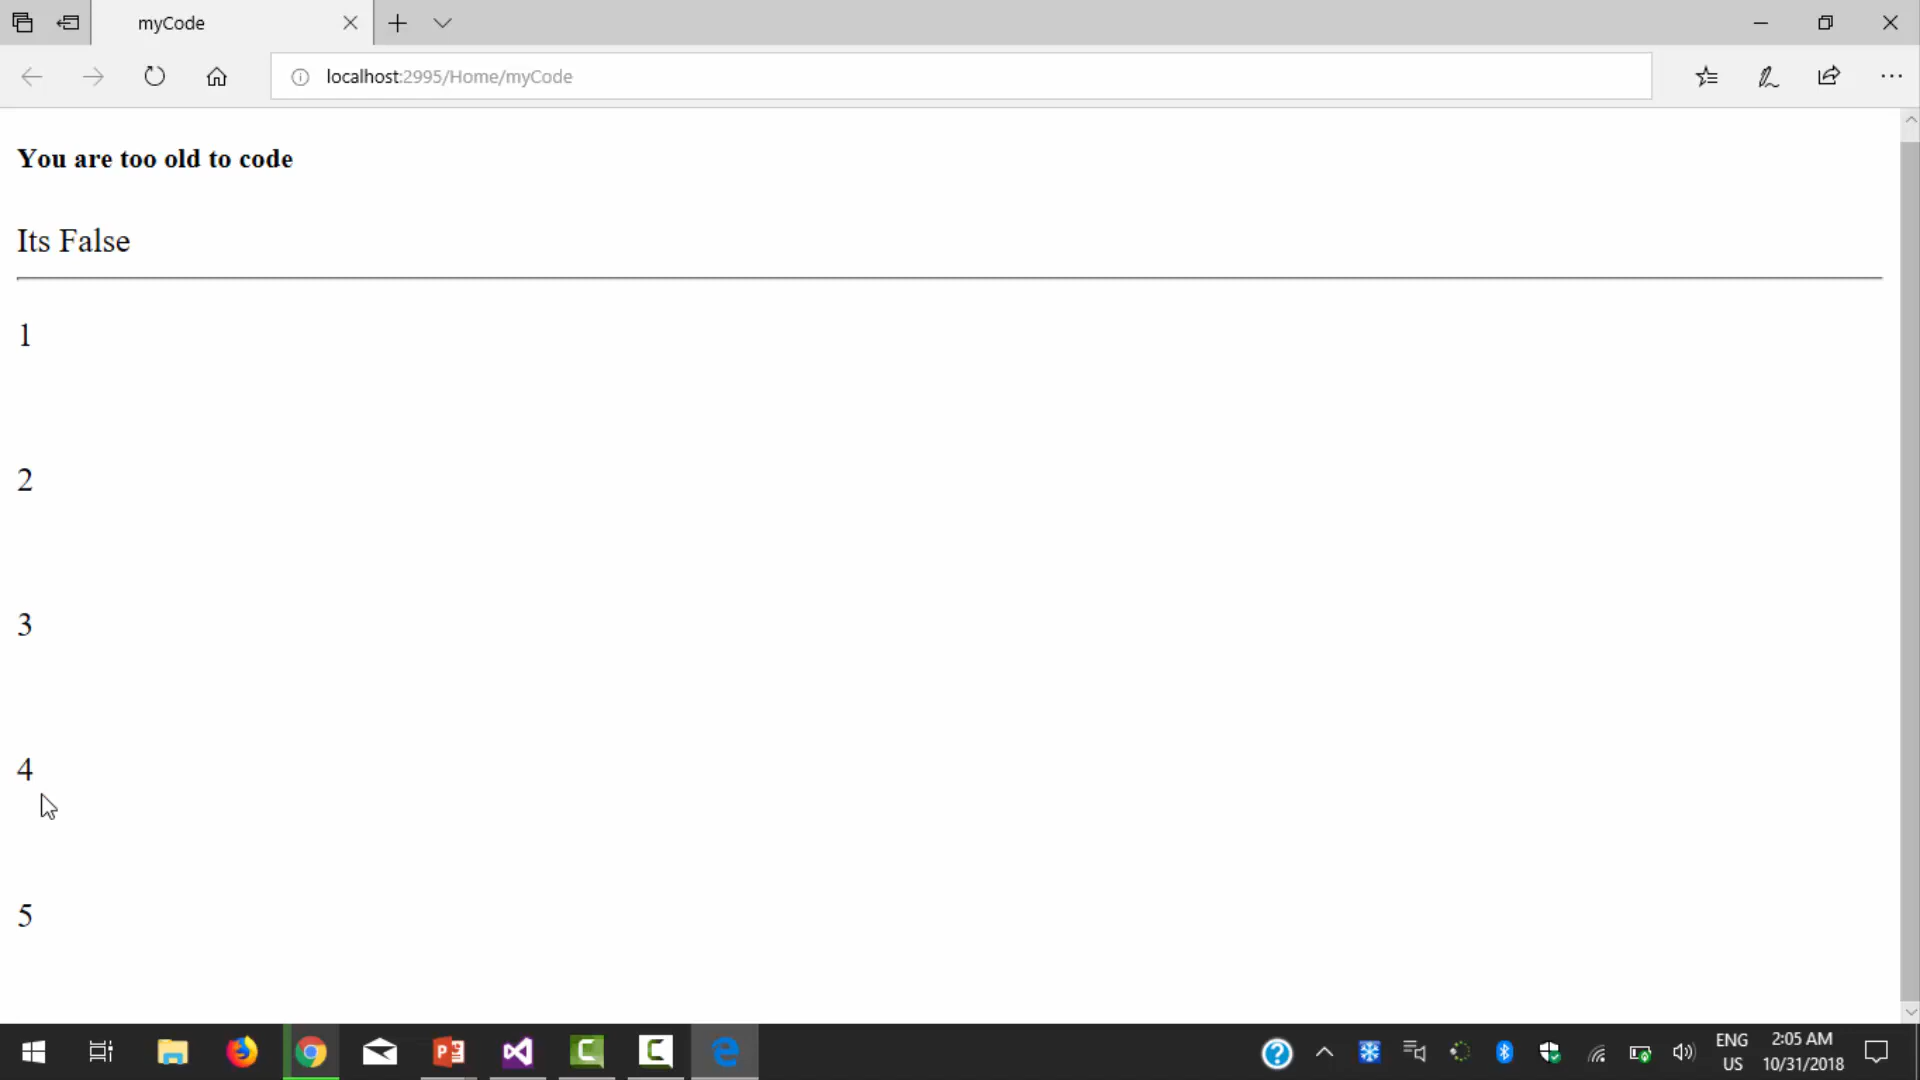 myCode
localhost:2995/Home/myCode
You are too old to code
Its False
1
2
3
4
5
ENG 2:05 AM
US 10/31/2018